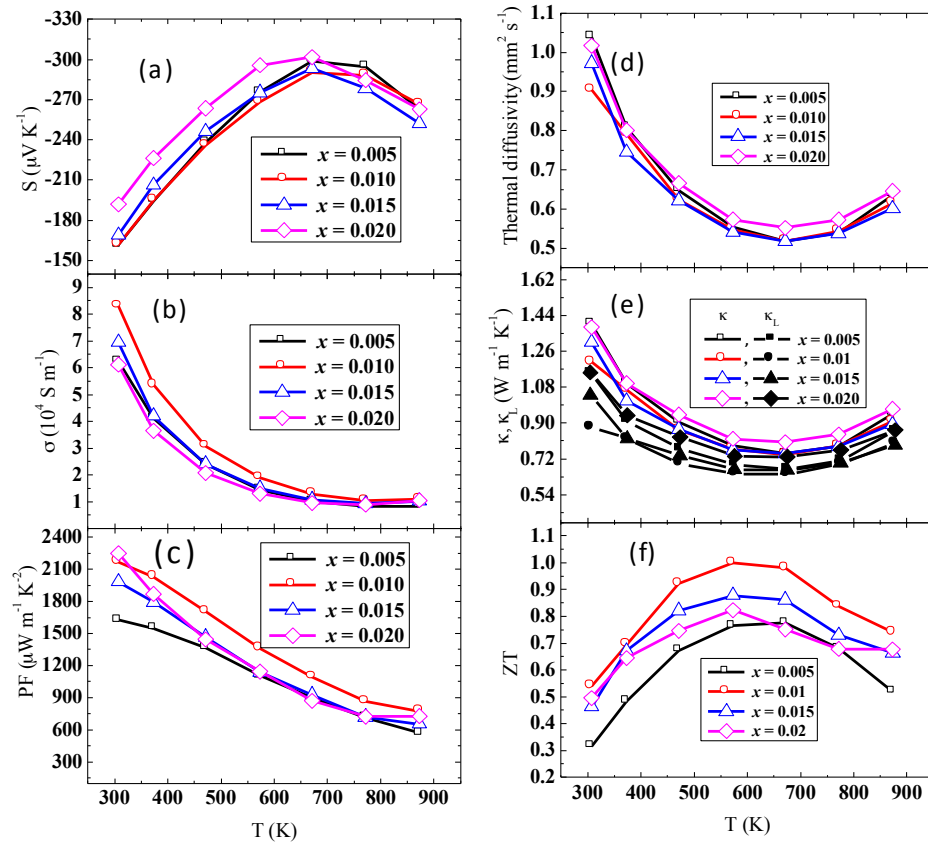 (a)
S (μV K⁻¹)
-330
-300
-270
-240
-210
-180
-150
x = 0.005
x = 0.010
x = 0.015
x = 0.020
(b)
σ (10⁴ S m⁻¹)
9
8
7
6
5
4
3
2
1
x = 0.005
x = 0.010
x = 0.015
x = 0.020
(c)
PF (μW m⁻¹ K⁻²)
2400
2100
1800
1500
1200
900
600
300
x = 0.005
x = 0.010
x = 0.015
x = 0.020
300 400 500 600 700 800 900
T (K)
(d)
Thermal diffusivity (mm² s⁻¹)
1.1
1.0
0.9
0.8
0.7
0.6
0.5
x = 0.005
x = 0.010
x = 0.015
x = 0.020
(e)
κ, κL (W m⁻¹ K⁻¹)
1.62
1.44
1.26
1.08
0.90
0.72
0.54
κ κL
, x = 0.005
, x = 0.01
, x = 0.015
, x = 0.020
(f)
ZT
1.1
1.0
0.9
0.8
0.7
0.6
0.5
0.4
0.3
0.2
x = 0.005
x = 0.01
x = 0.015
x = 0.02
300 400 500 600 700 800 900
T (K)